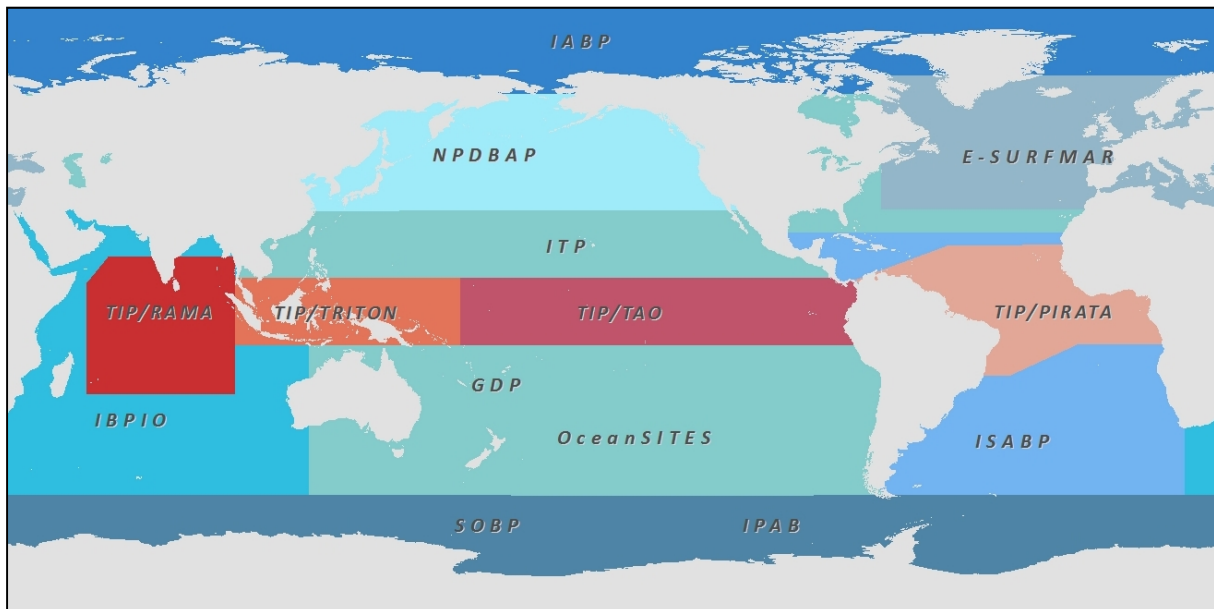 IABP
NPDBAP
E-SURFMAR
ITP
TIP/RAMA
TIP/TRITON
TIP/TAO
TIP/PIRATA
GDP
IBPIO
OceanSITES
ISABP
SOBP
IPAB